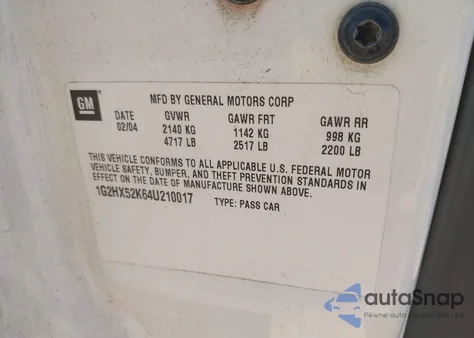 GM
MFD BY GENERAL MOTORS CORP
DATE GVWR GAWR FRT GAWR RR
02/04 2140 KG 1142 KG 998 KG
4717 LB 2517 LB 2200 LB
THIS VEHICLE CONFORMS TO ALL APPLICABLE U.S. FEDERAL MOTOR
VEHICLE SAFETY, BUMPER, AND THEFT PREVENTION STANDARDS IN
EFFECT ON THE DATE OF MANUFACTURE SHOWN ABOVE.
1G2HX52K64U210017 TYPE: PASS CAR
autoSnap
Pewne auta